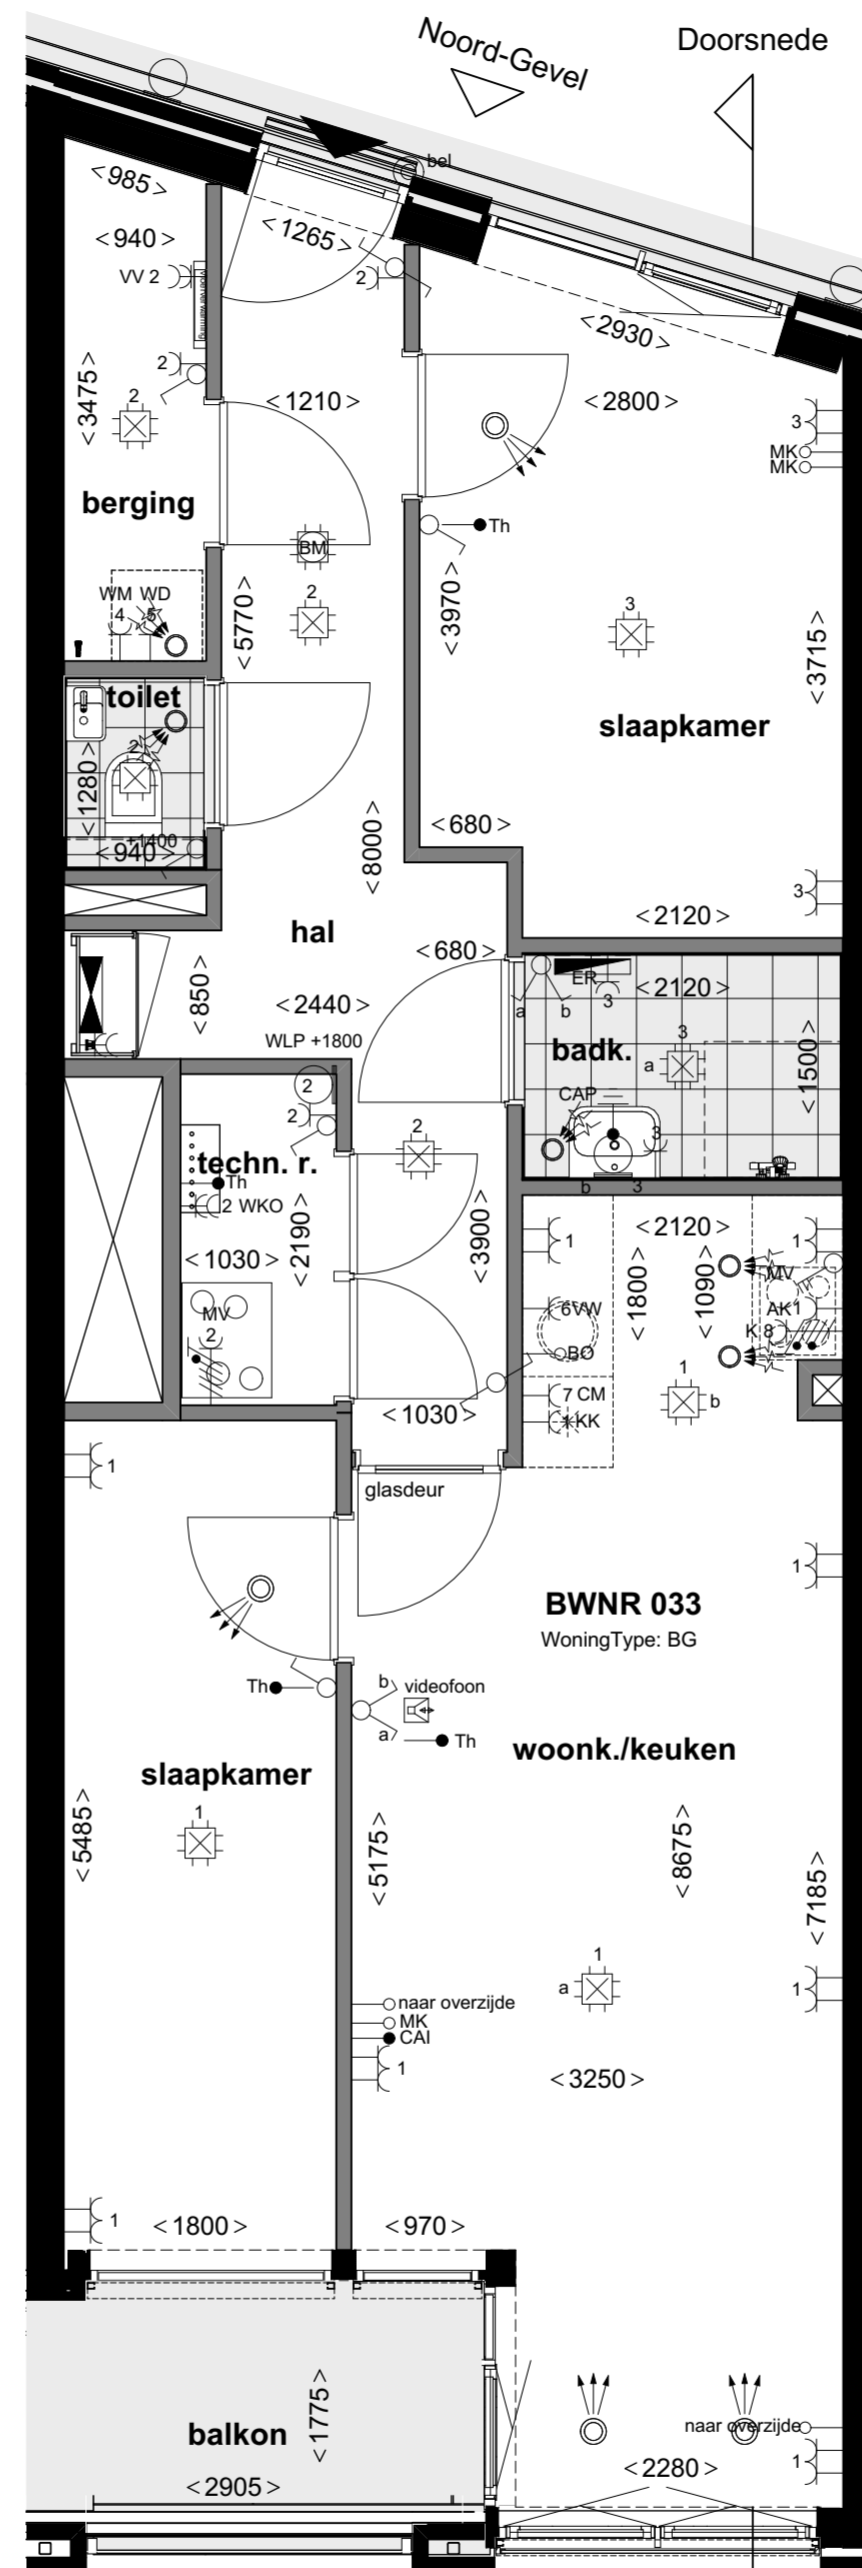 Noord-Gevel
Doorsnede
bel
<985>
<1265>
<940>
VV 2
2
<2930>
2
<3475>
2
<1210>
<2800>
3
MK
MK
berging
BM
Th
<3970>
WM WD
4 5
<5770>
2
3
<3715>
toilet
slaapkamer
2
<1280>
+1400
<940>
<8000>
<680>
3
hal
<2120>
<680>
<850>
<2440>
WLP +1800
ER
3
<2120>
a
b
badk.
3
a
<1500>
CAP
3
b
3
2
2
techn. r.
Th
2 WKO
<1030>
<2190>
2
<3900>
MV
2
1
<2120>
1
<1800>
<1090>
MV
6VW
AK1
K 8
BO
1
b
7 CM
KK
<1030>
1
glasdeur
1
BWNR 033
WoningType: BG
Th
b
videofoon
a
Th
woonk./keuken
slaapkamer
1
<5485>
<5175>
<8675>
<7185>
1
a
1
naar overzijde
MK
CAI
1
<3250>
1
<1800>
<970>
balkon
<1775>
<2905>
naar overzijde
1
<2280>